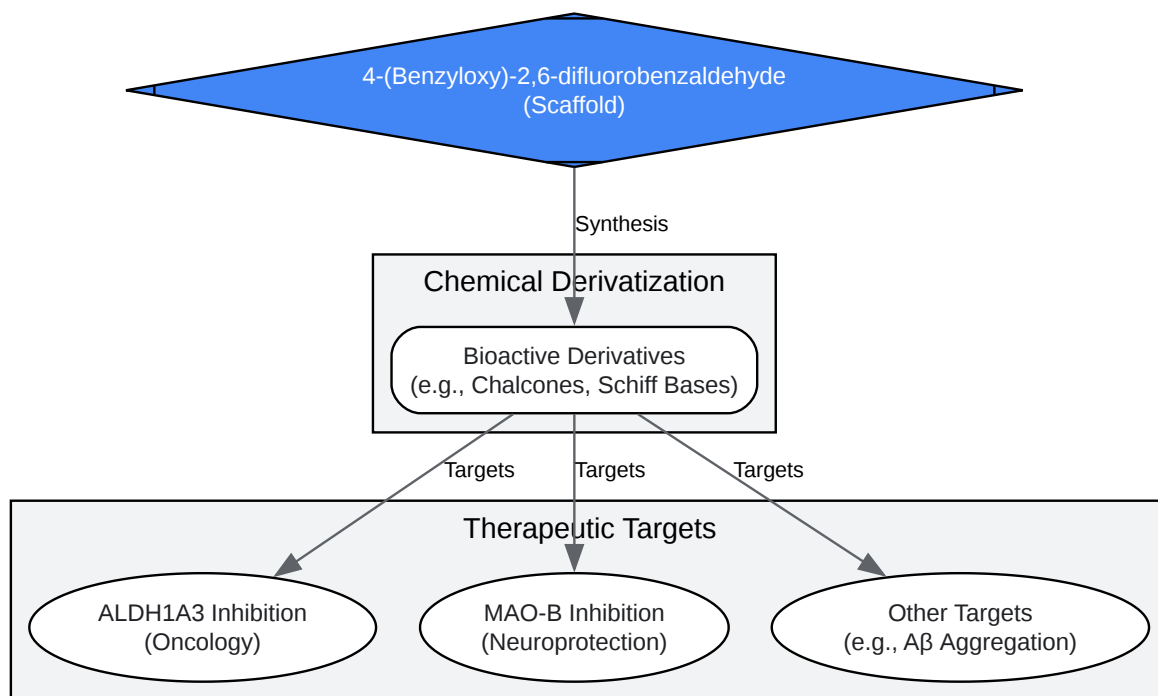 4-(Benzyloxy)-2,6-difluorobenzaldehyde
(Scaffold)
Synthesis
Chemical Derivatization
Bioactive Derivatives
(e.g., Chalcones, Schiff Bases)
Targets
Targets
Targets
Therapeutic Targets
ALDH1A3 Inhibition
(Oncology)
MAO-B Inhibition
(Neuroprotection)
Other Targets
(e.g., Aβ Aggregation)